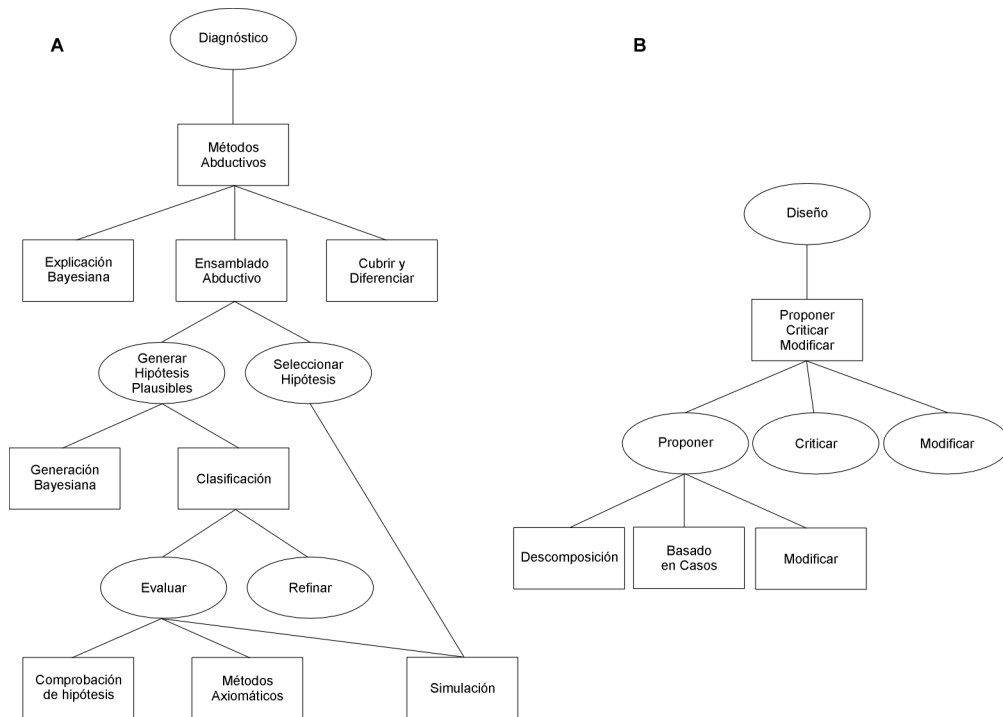 A
Diagnóstico
Métodos
Abductivos
Explicación
Bayesiana
Ensamblado
Abductivo
Cubrir y
Diferenciar
Generar
Hipótesis
Plausibles
Seleccionar
Hipótesis
Generación
Bayesiana
Clasificación
Evaluar
Refinar
Comprobación
de hipótesis
Métodos
Axiomáticos
Simulación
B
Diseño
Proponer
Criticar
Modificar
Proponer
Criticar
Modificar
Descomposición
Basado
en Casos
Modificar